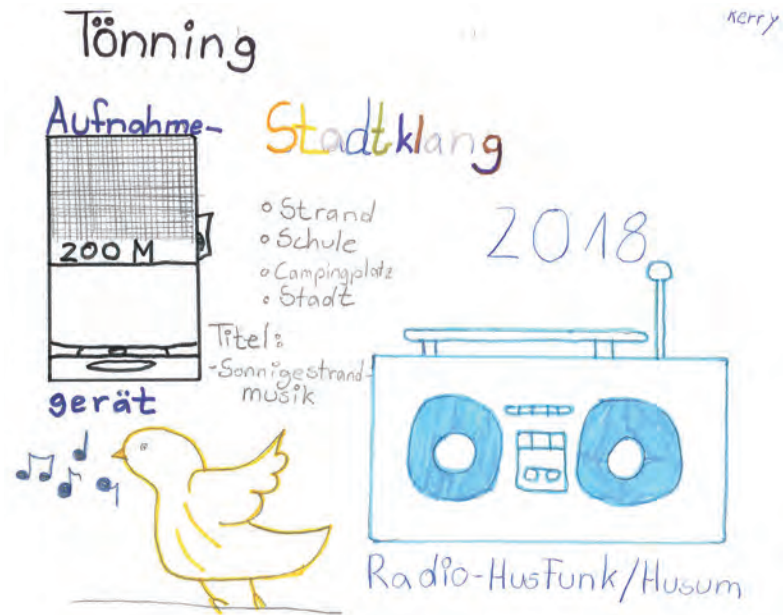 Tönning
Kerry
Aufnahme-
200 M
gerät
Stadtklang
Strand
Schule
Campingplatz
Stadt
2018
Titel:
-Sonnigestrand-
musik
Radio-HusFunk/Husum